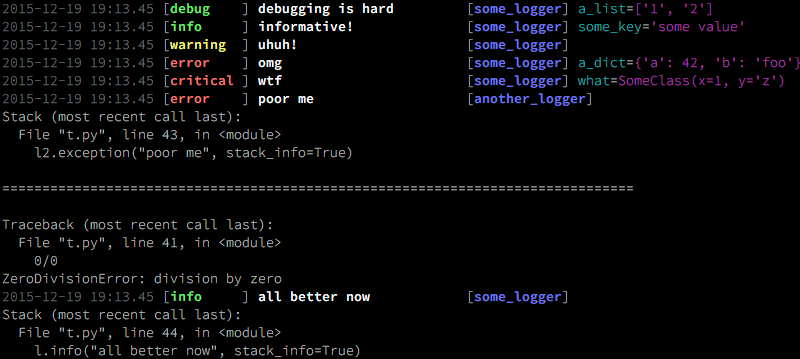 2015-12-19 19:13.45 [debug    ] debugging is hard         [some_logger] a_list=['1', '2']
2015-12-19 19:13.45 [info     ] informative!              [some_logger] some_key='some value'
2015-12-19 19:13.45 [warning  ] uhuh!                     [some_logger]
2015-12-19 19:13.45 [error    ] omg                       [some_logger] a_dict={'a': 42, 'b': 'foo'}
2015-12-19 19:13.45 [critical ] wtf                       [some_logger] what=SomeClass(x=1, y='z')
2015-12-19 19:13.45 [error    ] poor me                   [another_logger]
Stack (most recent call last):
  File "t.py", line 43, in <module>
    l2.exception("poor me", stack_info=True)
===============================================================================
Traceback (most recent call last):
  File "t.py", line 41, in <module>
    0/0
ZeroDivisionError: division by zero
2015-12-19 19:13.45 [info     ] all better now            [some_logger]
Stack (most recent call last):
  File "t.py", line 44, in <module>
    l.info("all better now", stack_info=True)